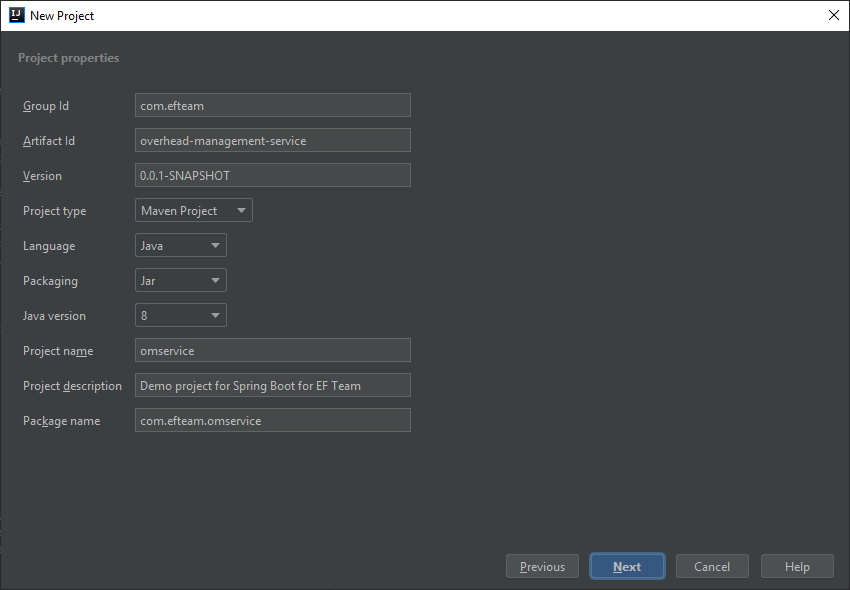 New Project
Project properties
Group Id com.efteam
Artifact Id overhead-management-service
Version 0.0.1-SNAPSHOT
Project type Maven Project
Language Java
Packaging Jar
Java version 8
Project name omservice
Project description Demo project for Spring Boot for EF Team
Package name com.efteam.omservice
Previous Next Cancel Help